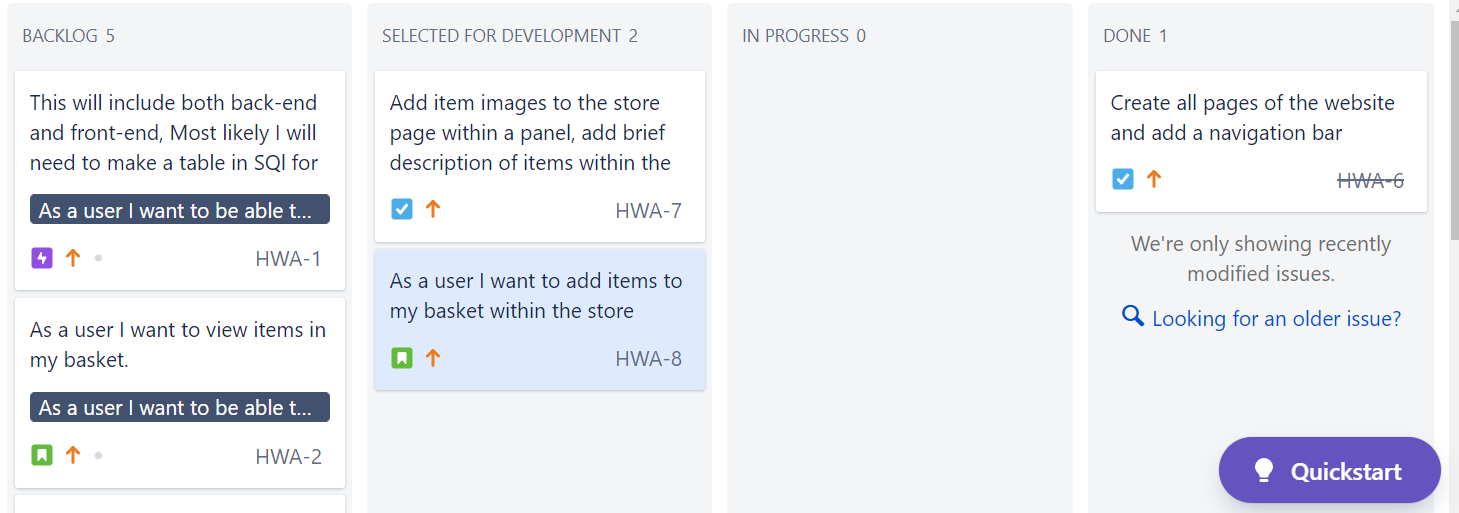 BACKLOG 5
This will include both back-end
and front-end, Most likely I will
need to make a table in SQl for
As a user I want to be able t...
HWA-1
As a user I want to view items in
my basket.
As a user I want to be able t...
HWA-2
SELECTED FOR DEVELOPMENT 2
Add item images to the store
page within a panel, add brief
description of items within the
HWA-7
As a user I want to add items to
my basket within the store
HWA-8
IN PROGRESS 0
DONE 1
Create all pages of the website
and add a navigation bar
HWA-6
We're only showing recently
modified issues.
Looking for an older issue?
Quickstart